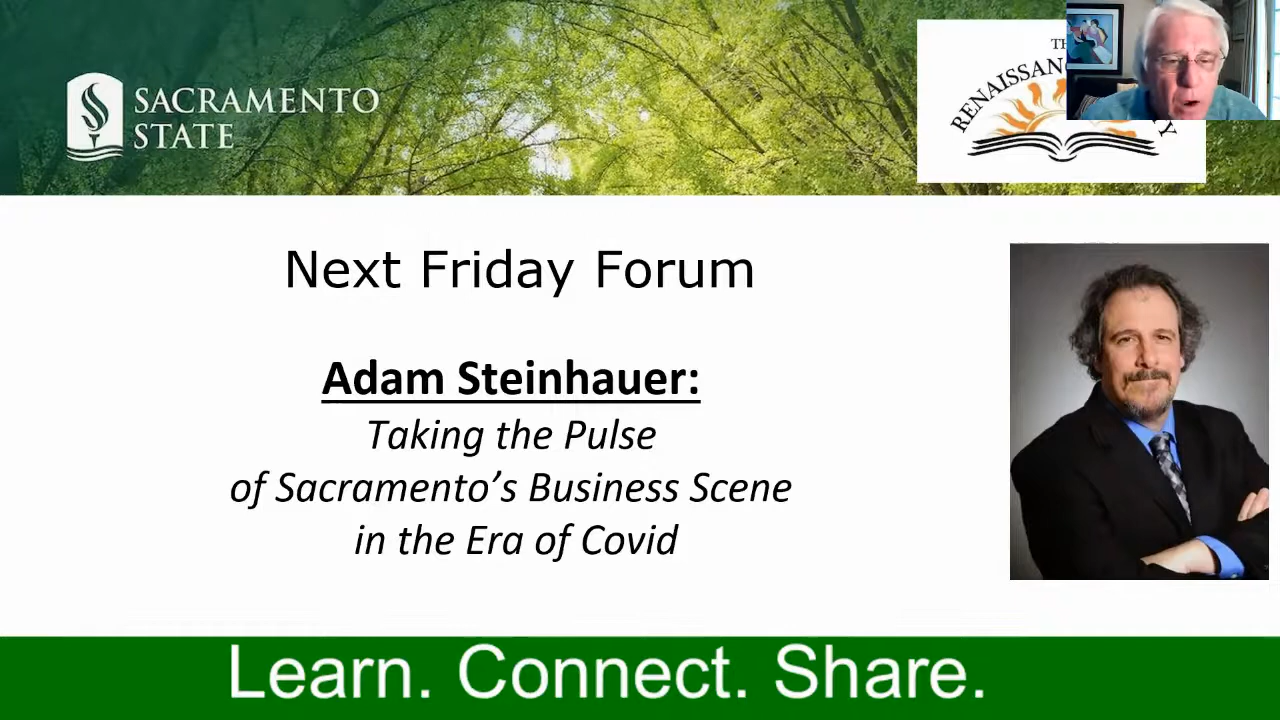 SACRAMENTO
STATE
Next Friday Forum
Adam Steinhauer:
Taking the Pulse
of Sacramento’s Business Scene
in the Era of Covid
Learn. Connect. Share.